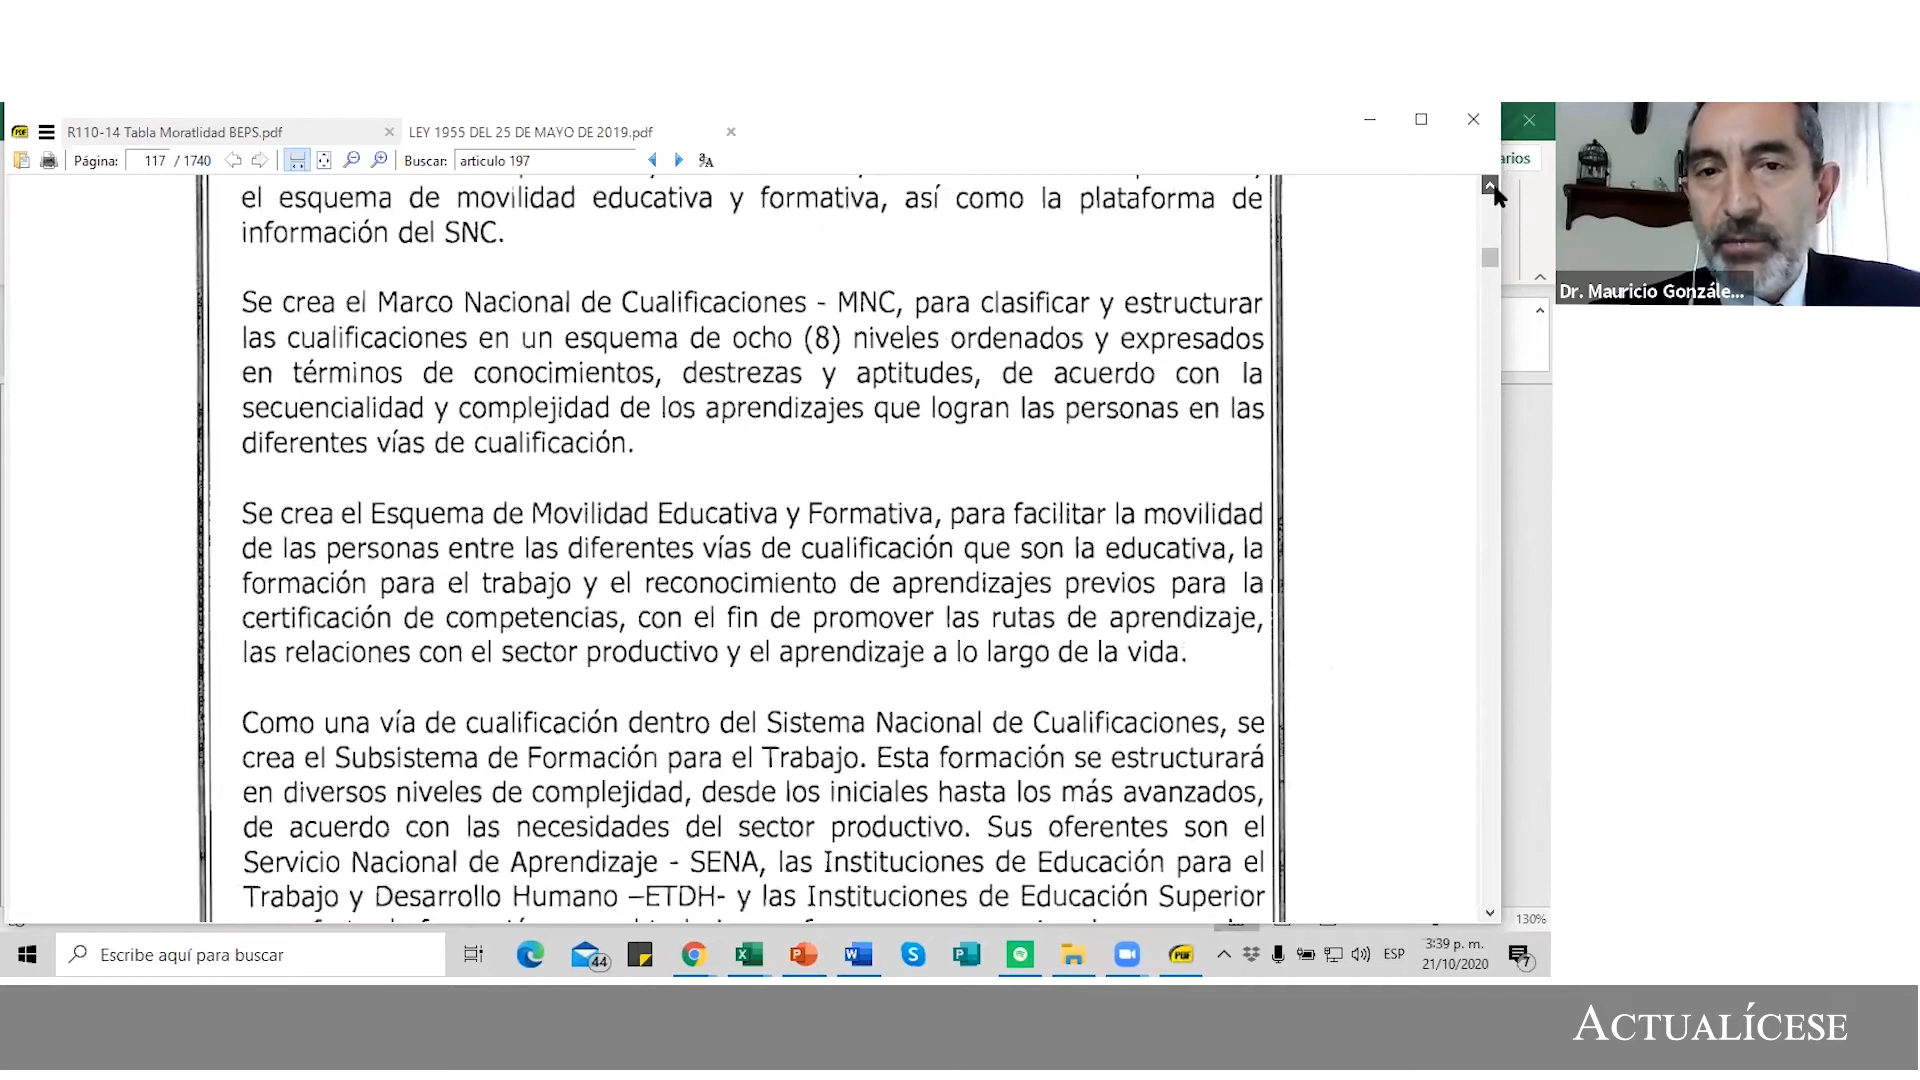 R110-14 Tabla Moratlidad BEPS.pdf
LEY 1955 DEL 25 DE MAYO DE 2019.pdf
Página: 117 / 1740
Buscar: articulo 197
arios
el esquema de movilidad educativa y formativa, así como la plataforma de
información del SNC.
Se crea el Marco Nacional de Cualificaciones - MNC, para clasificar y estructurar
las cualificaciones en un esquema de ocho (8) niveles ordenados y expresados
en términos de conocimientos, destrezas y aptitudes, de acuerdo con la
secuencialidad y complejidad de los aprendizajes que logran las personas en las
diferentes vías de cualificación.
Se crea el Esquema de Movilidad Educativa y Formativa, para facilitar la movilidad
de las personas entre las diferentes vías de cualificación que son la educativa, la
formación para el trabajo y el reconocimiento de aprendizajes previos para la
certificación de competencias, con el fin de promover las rutas de aprendizaje,
las relaciones con el sector productivo y el aprendizaje a lo largo de la vida.
Como una vía de cualificación dentro del Sistema Nacional de Cualificaciones, se
crea el Subsistema de Formación para el Trabajo. Esta formación se estructurará
en diversos niveles de complejidad, desde los iniciales hasta los más avanzados,
de acuerdo con las necesidades del sector productivo. Sus oferentes son el
Servicio Nacional de Aprendizaje - SENA, las Instituciones de Educación para el
Trabajo y Desarrollo Humano –ETDH- y las Instituciones de Educación Superior
Dr. Mauricio Gonzále...
130%
Escribe aquí para buscar
44
ESP
3:39 p. m.
21/10/2020
7
ACTUALÍCESE